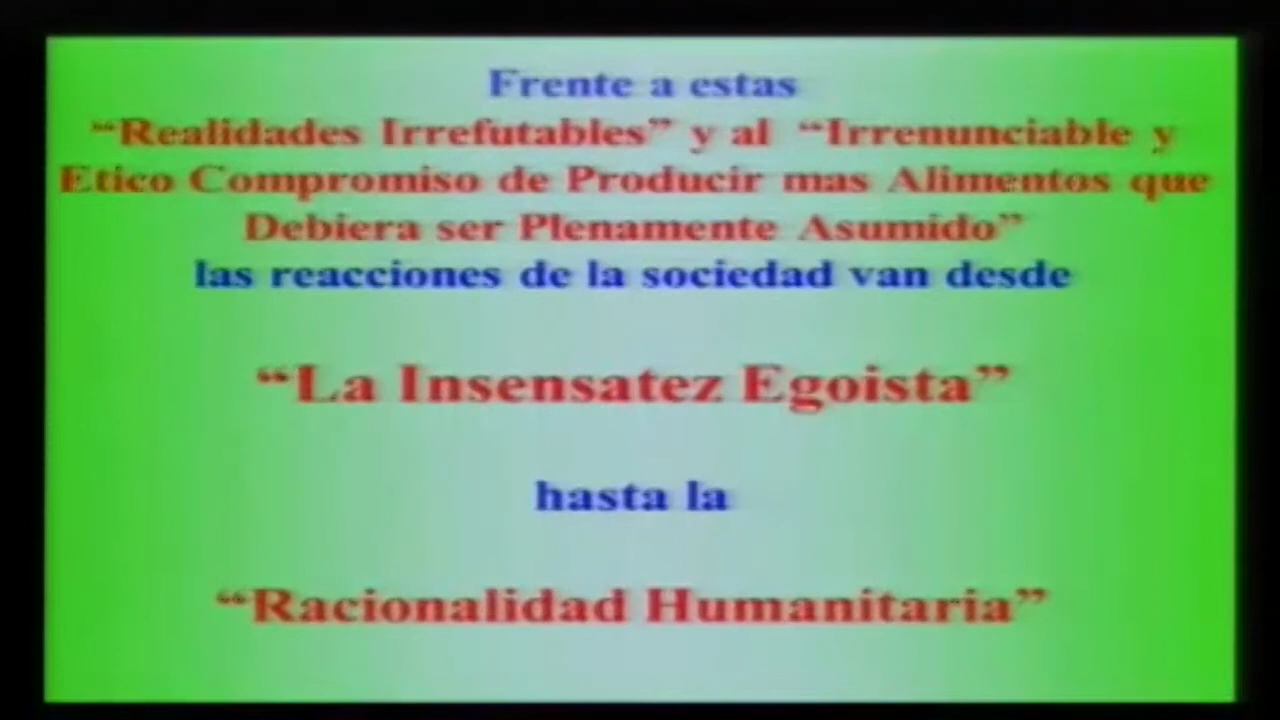 Frente a estas
“Realidades Irrefutables” y al “Irrenunciable y
Etico Compromiso de Producir mas Alimentos que
Debiera ser Plenamente Asumido”
las reacciones de la sociedad van desde
“La Insensatez Egoista”
hasta la
“Racionalidad Humanitaria”